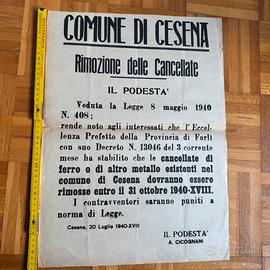 COMUNE DI CESENA
Rimozione delle Cancellate
IL PODESTA'
Veduta la Legge 8 maggio 1940
N. 408;
rende noto agli interessati che l'Eccel-
lenza Prefetto della Provincia di Forlì
con suo Decreto N. 13046 del 3 corrente
mese ha stabilito che le cancellate di
ferro o di altro metallo esistenti nel
comune di Cesena dovranno essere
rimosse entro il 31 ottobre 1940-XVIII.
I contravventori saranno puniti a
norma di Legge.
Cesena, 20 Luglio 1940-XVIII
IL PODESTA'
A. CICOGNANI
subito